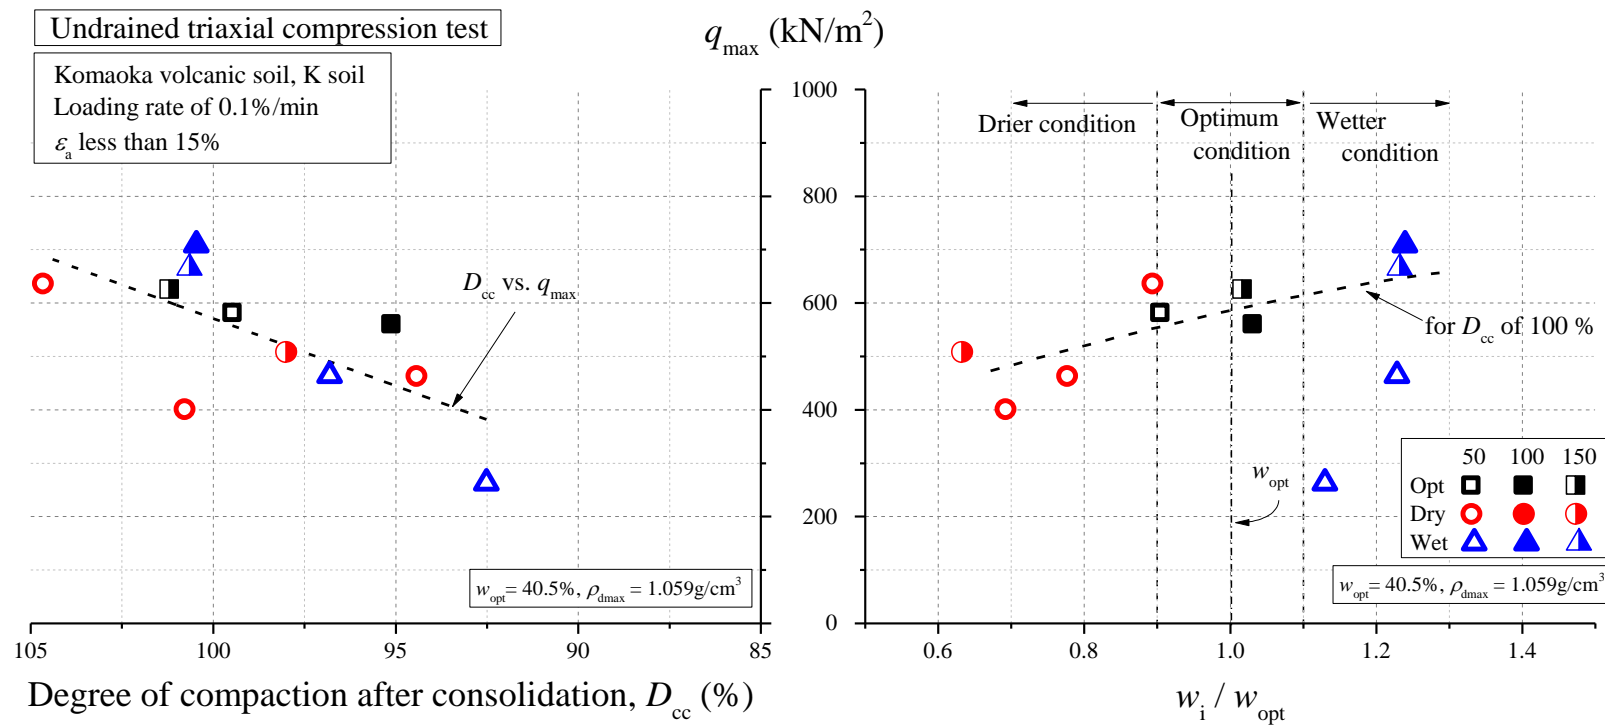 Undrained triaxial compression test
Komaoka volcanic soil, K soil
Loading rate of 0.1%/min
εa less than 15%
qmax (kN/m²)
1000
800
600
400
200
0
Dcc vs. qmax
wopt= 40.5%, ρdmax = 1.059g/cm³
105
100
95
90
85
Degree of compaction after consolidation, Dcc (%)
Drier condition
Optimum
condition
Wetter
condition
for Dcc of 100 %
wopt
50 100 150
Opt
Dry
Wet
wopt= 40.5%, ρdmax = 1.059g/cm³
0.6
0.8
1.0
1.2
1.4
wi / wopt